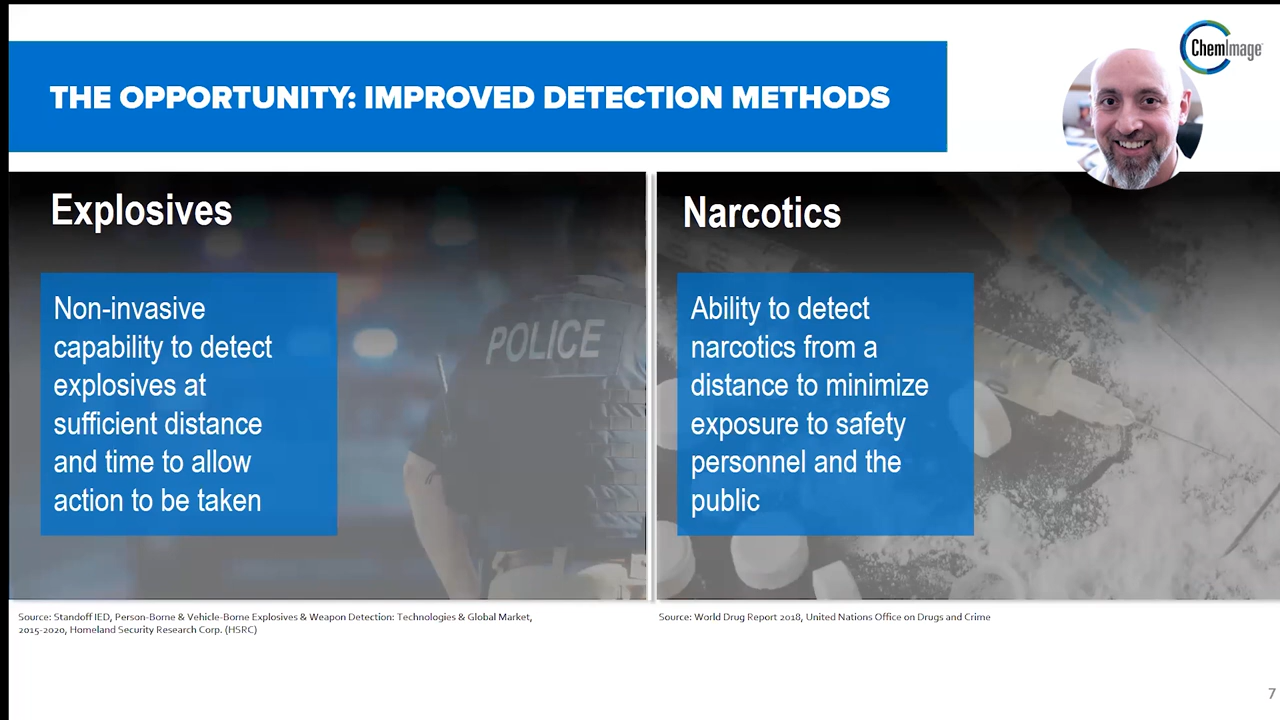 ChemImage
THE OPPORTUNITY: IMPROVED DETECTION METHODS
Explosives
Non-invasive
capability to detect
explosives at
sufficient distance
and time to allow
action to be taken
POLICE
Narcotics
Ability to detect
narcotics from a
distance to minimize
exposure to safety
personnel and the
public
Source: Standoff IED, Person-Borne & Vehicle-Borne Explosives & Weapon Detection: Technologies & Global Market,
2015-2020, Homeland Security Research Corp. (HSRC)
Source: World Drug Report 2018, United Nations Office on Drugs and Crime
7